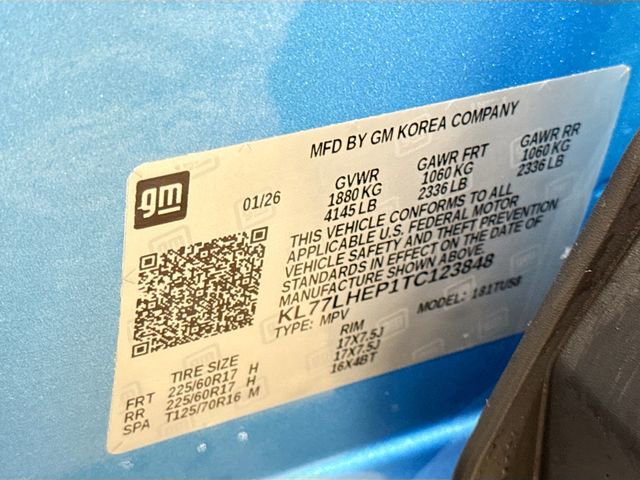 MFD BY GM KOREA COMPANY
gm
01/26
GVWR GAWR FRT GAWR RR
1880 KG 1060 KG 1060 KG
4145 LB 2336 LB 2336 LB
THIS VEHICLE CONFORMS TO ALL
APPLICABLE U.S. FEDERAL MOTOR
VEHICLE SAFETY AND THEFT PREVENTION
STANDARDS IN EFFECT ON THE DATE OF
MANUFACTURE SHOWN ABOVE.
KL77LHEP1TC123848
TYPE: MPV MODEL: 181TU58
TIRE SIZE RIM
FRT 225/60R17 H 17X7.5J
RR 225/60R17 H 17X7.5J
SPA T125/70R16 M 16X4BT